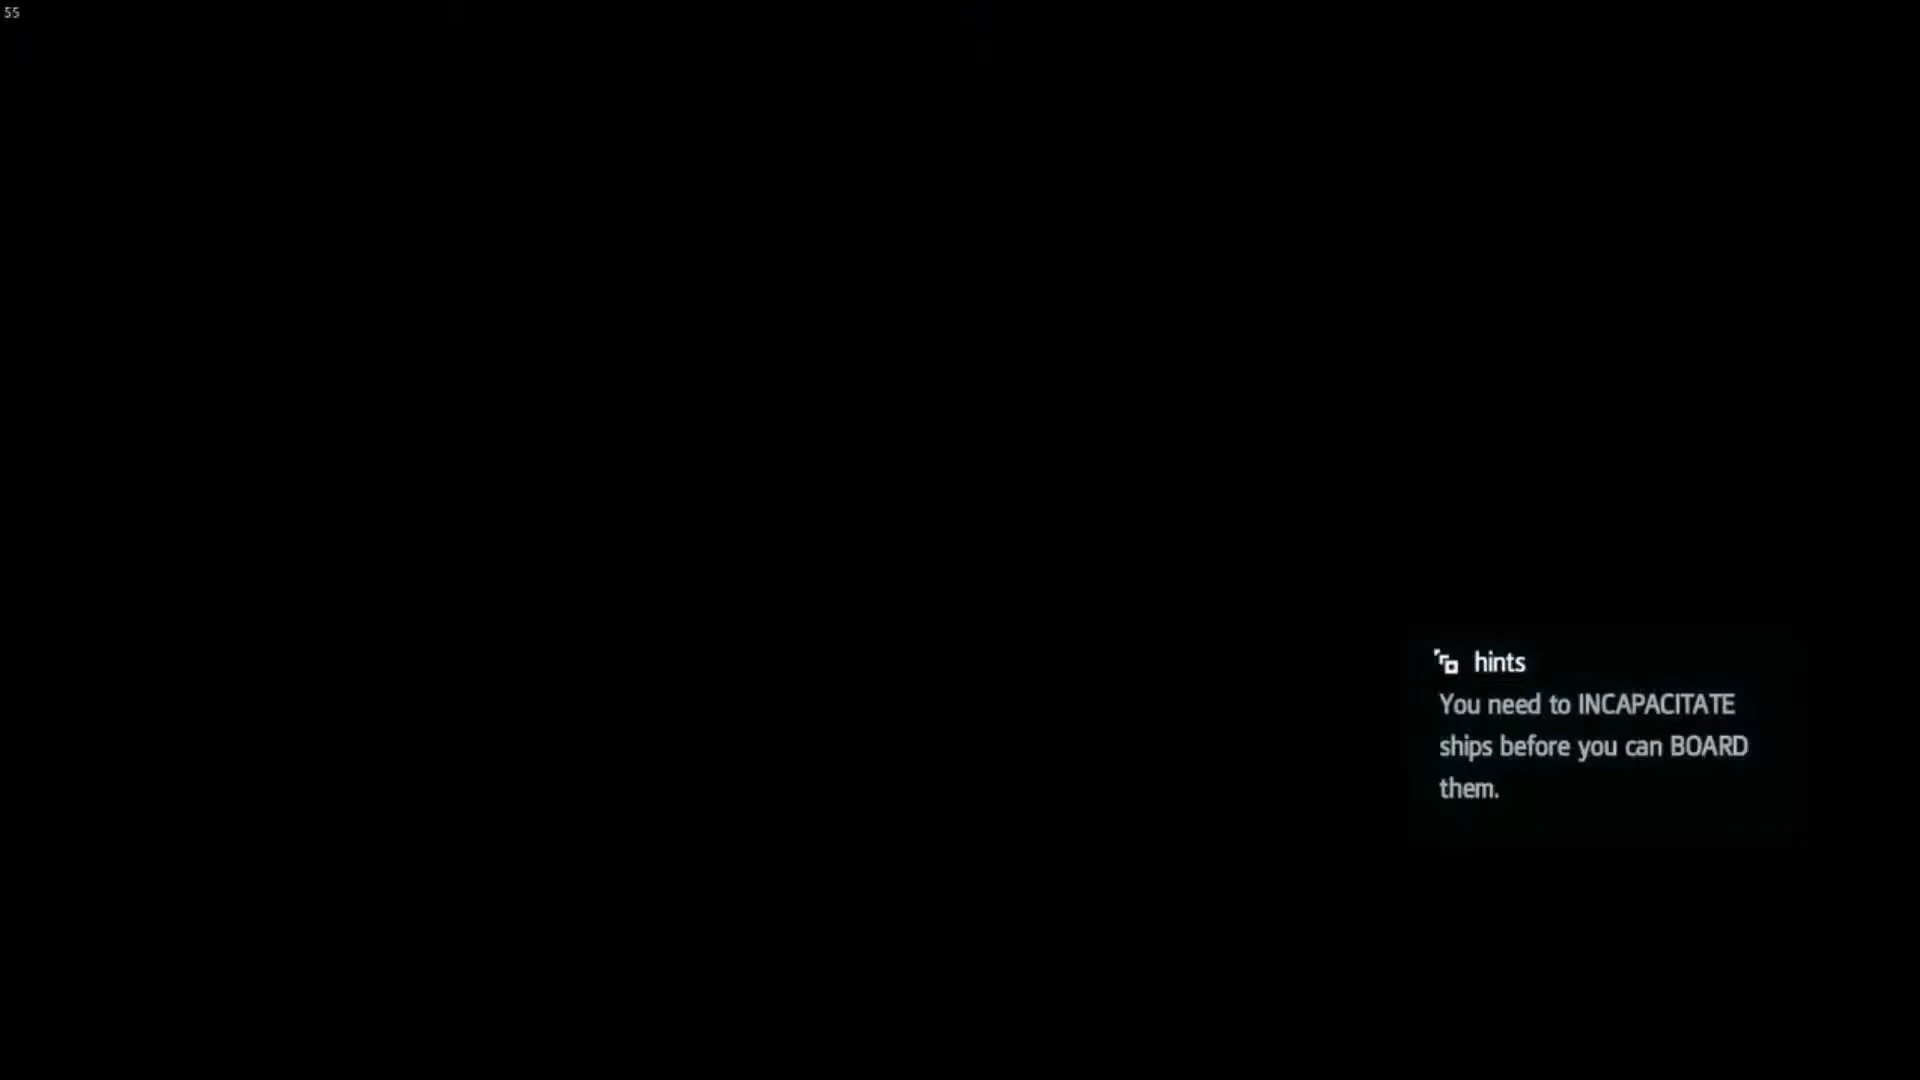 55
hints
You need to INCAPACITATE
ships before you can BOARD
them.